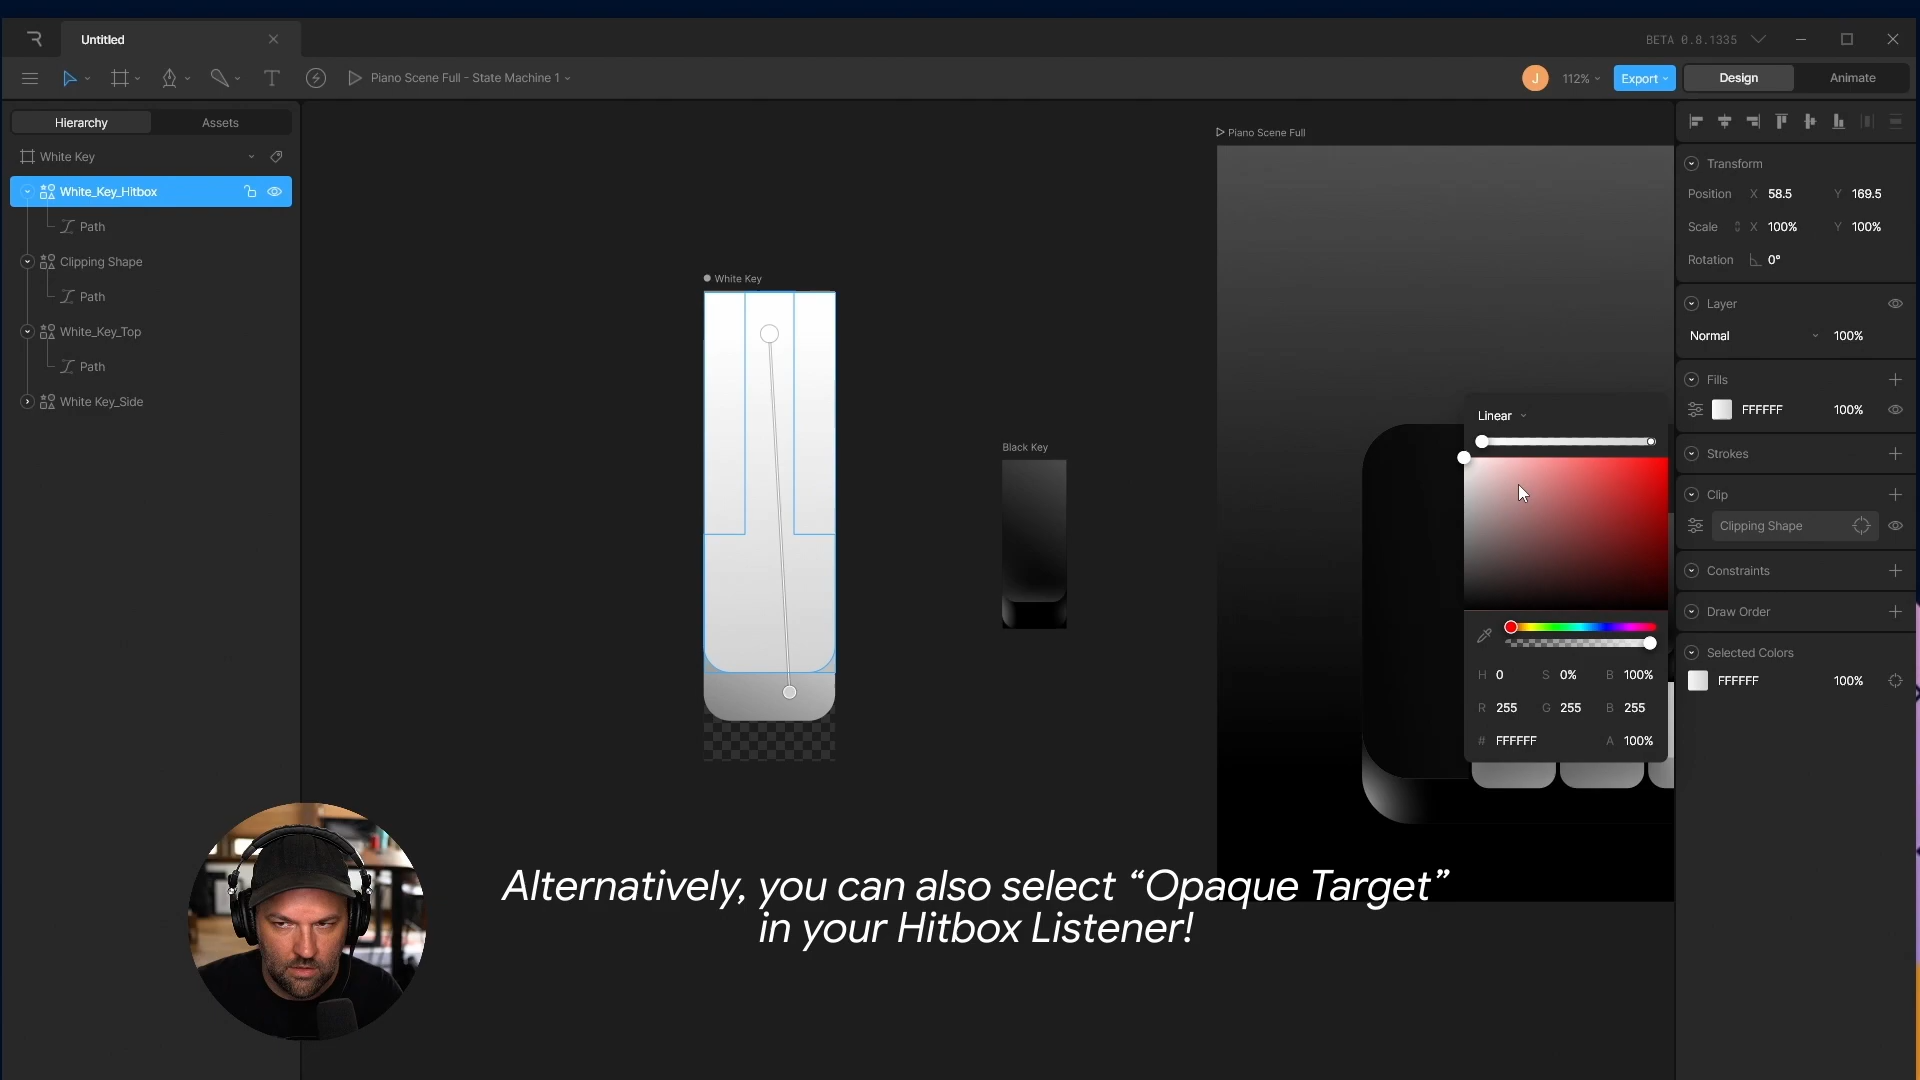 Untitled
BETA 0.8.1335
Piano Scene Full - State Machine 1
J
112%
Export
Design
Animate
Hierarchy
Assets
White Key
White_Key_Hitbox
Path
Clipping Shape
Path
White_Key_Top
Path
White Key_Side
White Key
Black Key
Piano Scene Full
Linear
H 0 S 0% B 100%
R 255 G 255 B 255
# FFFFFF A 100%
Transform
Position X 58.5 Y 169.5
Scale X 100% Y 100%
Rotation 0°
Layer
Normal 100%
Fills
FFFFFF 100%
Strokes
Clip
Clipping Shape
Constraints
Draw Order
Selected Colors
FFFFFF 100%
Alternatively, you can also select “Opaque Target”
in your Hitbox Listener!